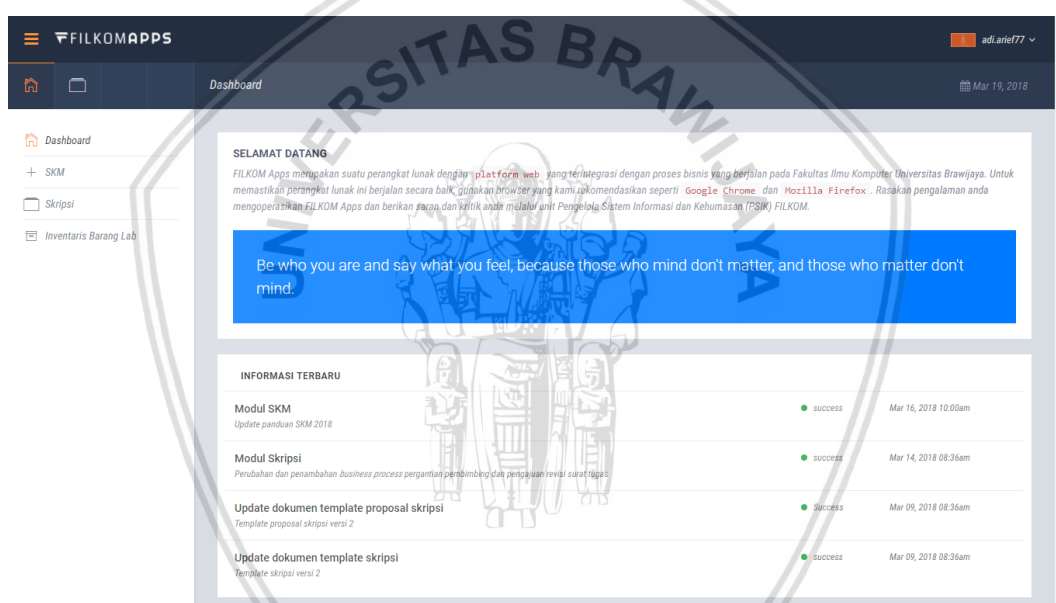 FILKOMAPPS
adi.arief77
Dashboard
Mar 19, 2018
Dashboard
SKM
Skripsi
Inventaris Barang Lab
SELAMAT DATANG
FILKOM Apps merupakan suatu perangkat lunak dengan platform web yang terintegrasi dengan proses bisnis yang berjalan pada Fakultas Ilmu Komputer Universitas Brawijaya. Untuk
memastikan perangkat lunak ini berjalan secara baik, gunakan browser yang kami rekomendasikan seperti Google Chrome dan Mozilla Firefox . Rasakan pengalaman anda
mengoperasikan FILKOM Apps dan berikan saran dan kritik anda melalui unit Pengelola Sistem Informasi dan Kehumasan (PSIK) FILKOM.
Be who you are and say what you feel, because those who mind don't matter, and those who matter don't
mind.
INFORMASI TERBARU
Modul SKM success Mar 16, 2018 10:00am
Update panduan SKM 2018
Modul Skripsi success Mar 14, 2018 08:36am
Perubahan dan penambahan business process pergantian pembimbing dan pengajuan revisi surat tugas
Update dokumen template proposal skripsi Success Mar 09, 2018 08:36am
Template proposal skripsi versi 2
Update dokumen template skripsi success Mar 09, 2018 08:36am
Template skripsi versi 2
UNIVERSITAS BRAWIJAYA